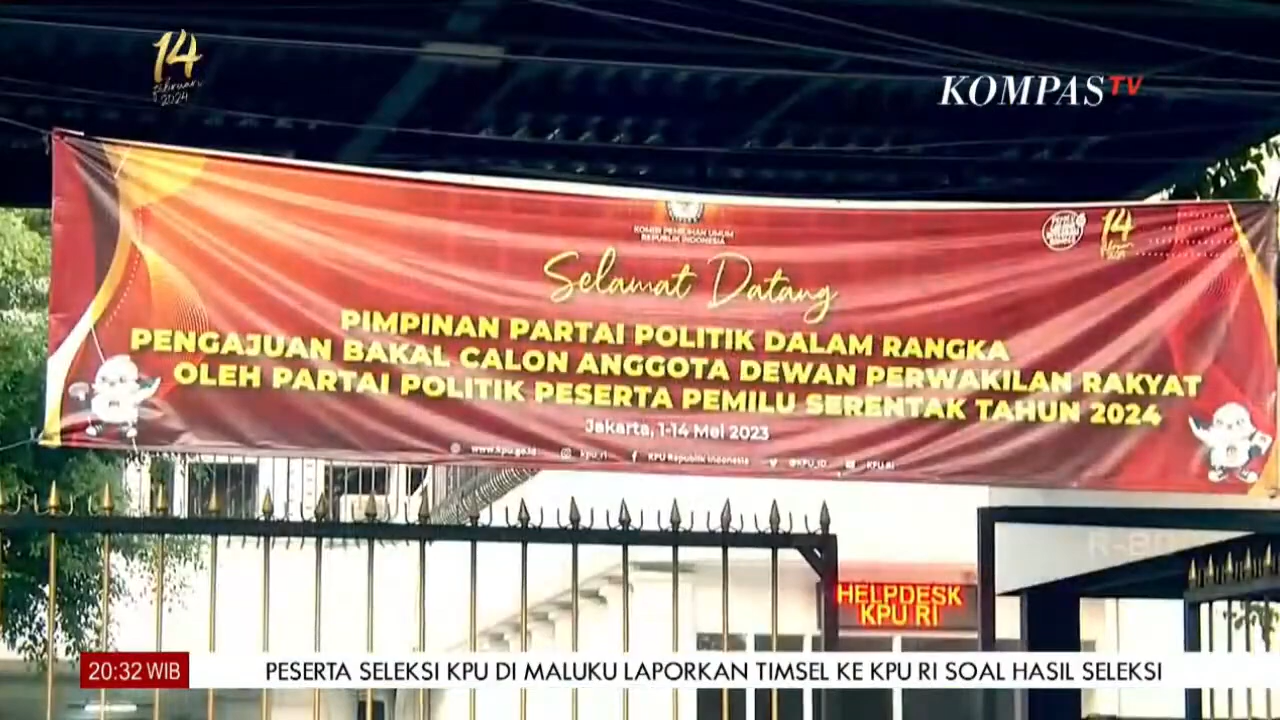 14
Februari
2024
KOMPAS TV
KOMISI PEMILIHAN UMUM
REPUBLIK INDONESIA
14
Selamat Datang
PIMPINAN PARTAI POLITIK DALAM RANGKA
PENGAJUAN BAKAL CALON ANGGOTA DEWAN PERWAKILAN RAKYAT
OLEH PARTAI POLITIK PESERTA PEMILU SERENTAK TAHUN 2024
Jakarta, 1-14 Mei 2023
www.kpu.go.id kpu_ri KPU Republik Indonesia @KPU_ID KPU RI
HELPDESK
KPU RI
20:32 WIB
PESERTA SELEKSI KPU DI MALUKU LAPORKAN TIMSEL KE KPU RI SOAL HASIL SELEKSI